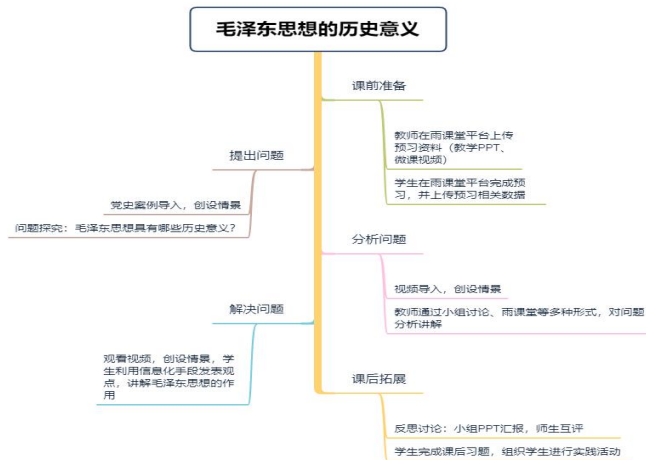 毛泽东思想的历史意义
课前准备
教师在雨课堂平台上传
预习资料（教学PPT、
微课视频）
学生在雨课堂平台完成预
习，并上传预习相关数据
提出问题
党史案例导入，创设情景
问题探究：毛泽东思想具有哪些历史意义？
分析问题
视频导入，创设情景
教师通过小组讨论、雨课堂等多种形式，对问题
分析讲解
解决问题
观看视频，创设情景，学
生利用信息化手段发表观
点，讲解毛泽东思想的作
用
课后拓展
反思讨论：小组PPT汇报，师生互评
学生完成课后习题，组织学生进行实践活动